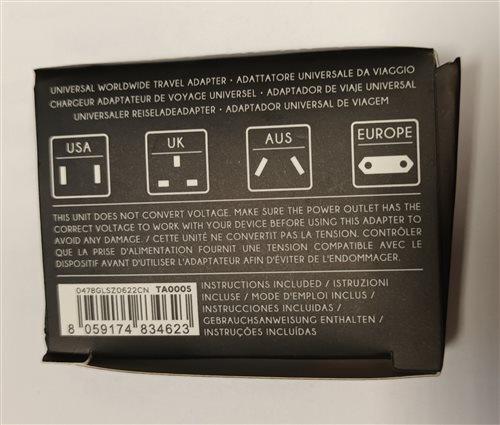 UNIVERSAL WORLDWIDE TRAVEL ADAPTER • ADATTATORE UNIVERSALE DA VIAGGIO
CHARGEUR ADAPTATEUR DE VOYAGE UNIVERSEL • ADAPTADOR DE VIAJE UNIVERSAL
UNIVERSALER REISELADEADAPTER • ADAPTADOR UNIVERSAL DE VIAGEM
USA
UK
AUS
EUROPE
THIS UNIT DOES NOT CONVERT VOLTAGE. MAKE SURE THE POWER OUTLET HAS THE
CORRECT VOLTAGE TO WORK WITH YOUR DEVICE BEFORE USING THIS ADAPTER TO
AVOID ANY DAMAGE. / CETTE UNITÉ NE CONVERTIT PAS LA TENSION. CONTRÔLER
QUE LA PRISE D'ALIMENTATION FOURNIT UNE TENSION COMPATIBLE AVEC LE
DISPOSITIF AVANT D'UTILISER L'ADAPTATEUR AFIN D'ÉVITER DE L'ENDOMMAGER.
0478GLSZ0622CN TA0005
8 059174 834623
INSTRUCTIONS INCLUDED / ISTRUZIONI
INCLUSE / MODE D'EMPLOI INCLUS /
INSTRUCCIONES INCLUIDAS /
GEBRAUCHSANWEISUNG ENTHALTEN /
INSTRUÇÕES INCLUÍDAS